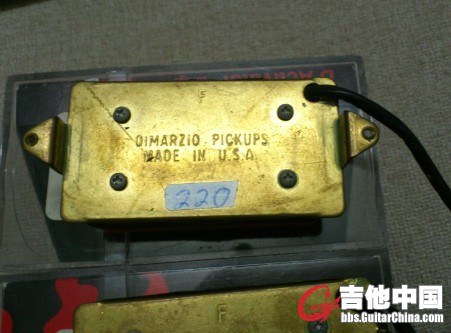 F
DIMARZIO PICKUPS
MADE IN U.S.A.
220
F
吉他中国
bbs.GuitarChina.com